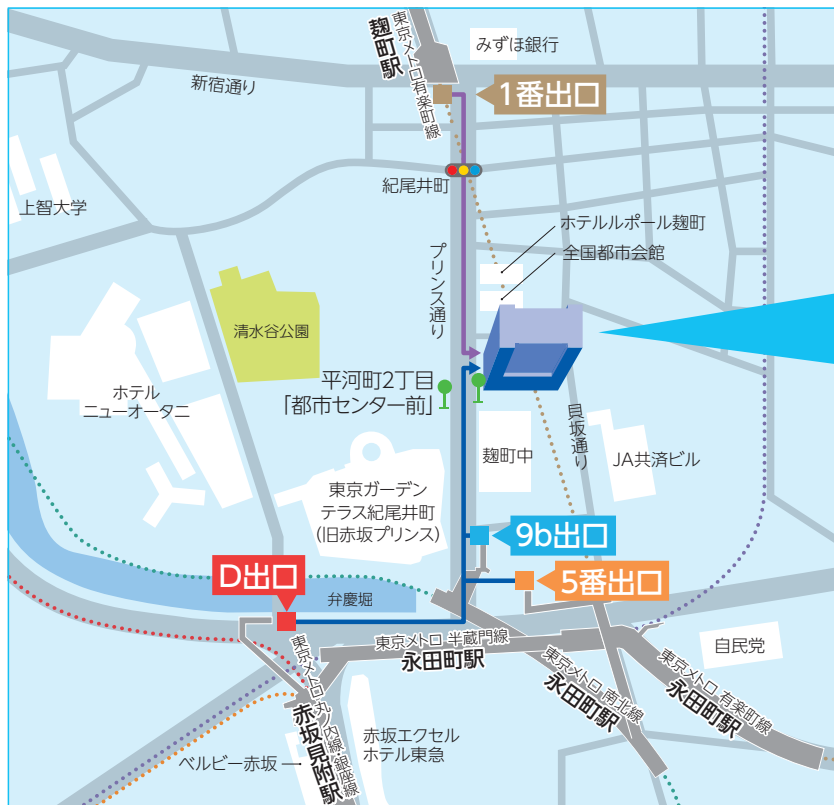 みずほ銀行
東京メトロ有楽町線
麹町駅
新宿通り
1番出口
紀尾井町
上智大学
ホテルルポール麹町
全国都市会館
プリンス通り
清水谷公園
平河町2丁目
「都市センター前」
ホテル
ニューオータニ
貝坂通り
麹町中
JA共済ビル
東京ガーデン
テラス紀尾井町
(旧赤坂プリンス)
9b出口
D出口
5番出口
弁慶堀
東京メトロ 半蔵門線
永田町駅
自民党
東京メトロ 南北線
永田町駅
東京メトロ 有楽町線
永田町駅
東京メトロ 丸ノ内線・銀座線
赤坂見附駅
赤坂エクセル
ホテル東急
ベルビー赤坂